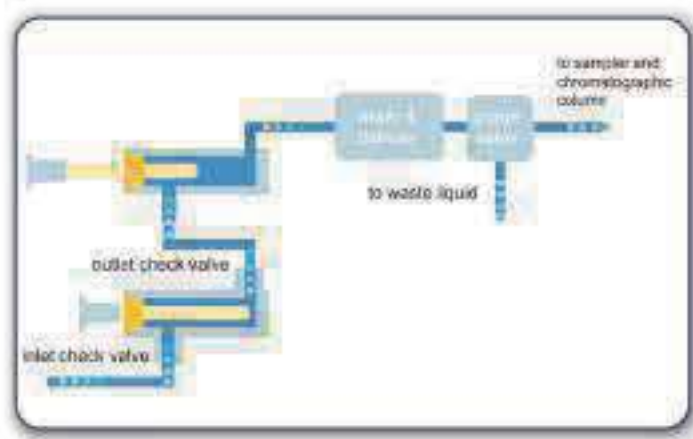 to sampler and
chromatographic
column
to waste liquid
outlet check valve
inlet check valve